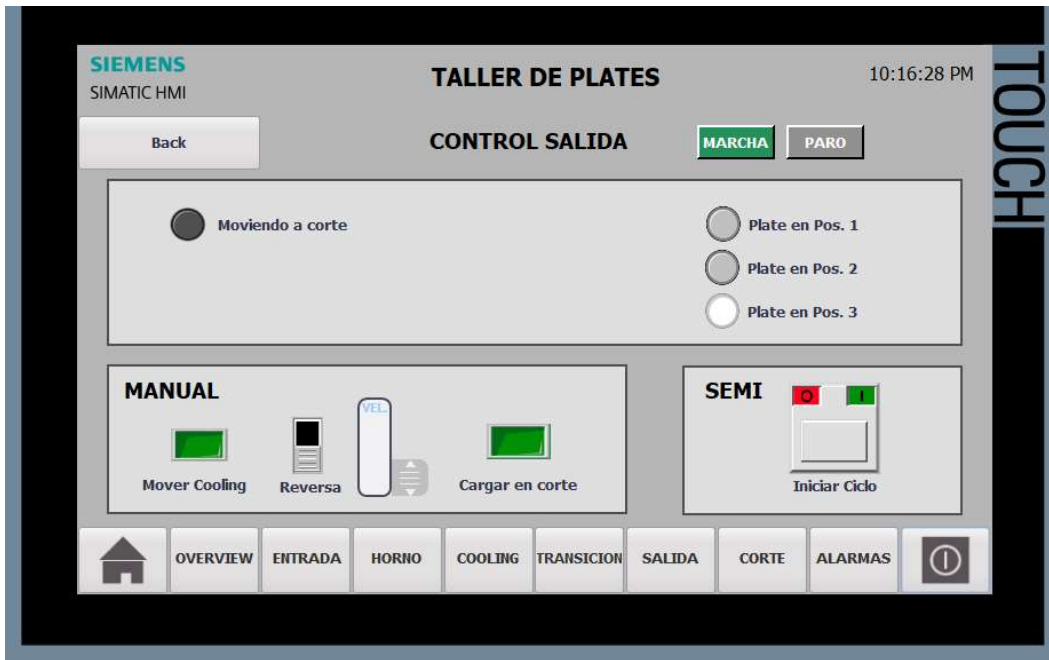 SIEMENS
SIMATIC HMI
TALLER DE PLATES
10:16:28 PM
TOUCH
Back
CONTROL SALIDA
MARCHA
PARO
Moviendo a corte
Plate en Pos. 1
Plate en Pos. 2
Plate en Pos. 3
MANUAL
VEL.
Mover Cooling
Reversa
Cargar en corte
SEMI
O I
Iniciar Ciclo
OVERVIEW
ENTRADA
HORNO
COOLING
TRANSICION
SALIDA
CORTE
ALARMAS